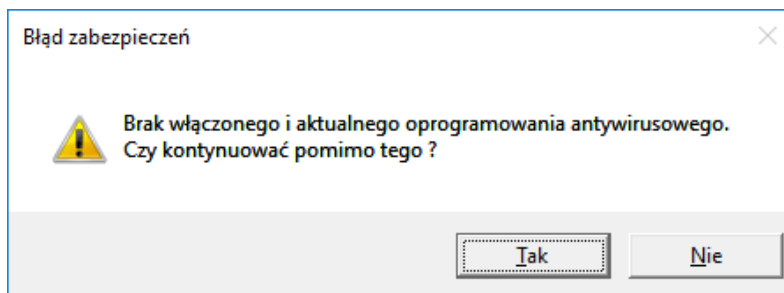 Błąd zabezpieczeń
Brak włączonego i aktualnego oprogramowania antywirusowego.
Czy kontynuować pomimo tego ?
Tak
Nie